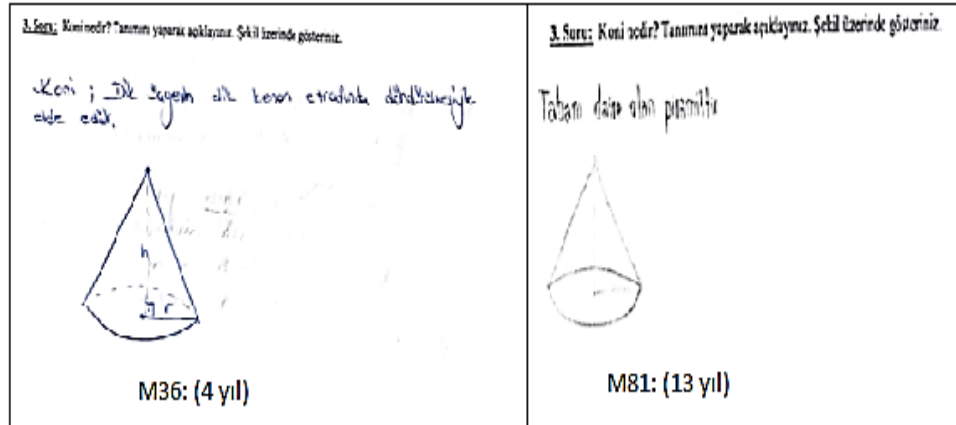 3. Soru: Koni nedir? Tanımını yaparak açıklayınız. Şekil üzerinde gösteriniz.
Koni ; Dik üçgenin dik kenarı etrafında döndürülmesiyle
elde edilir.
h
r
M36: (4 yıl)
3. Soru: Koni nedir? Tanımını yaparak açıklayınız. Şekil üzerinde gösteriniz.
Tabanı daire olan piramittir
M81: (13 yıl)